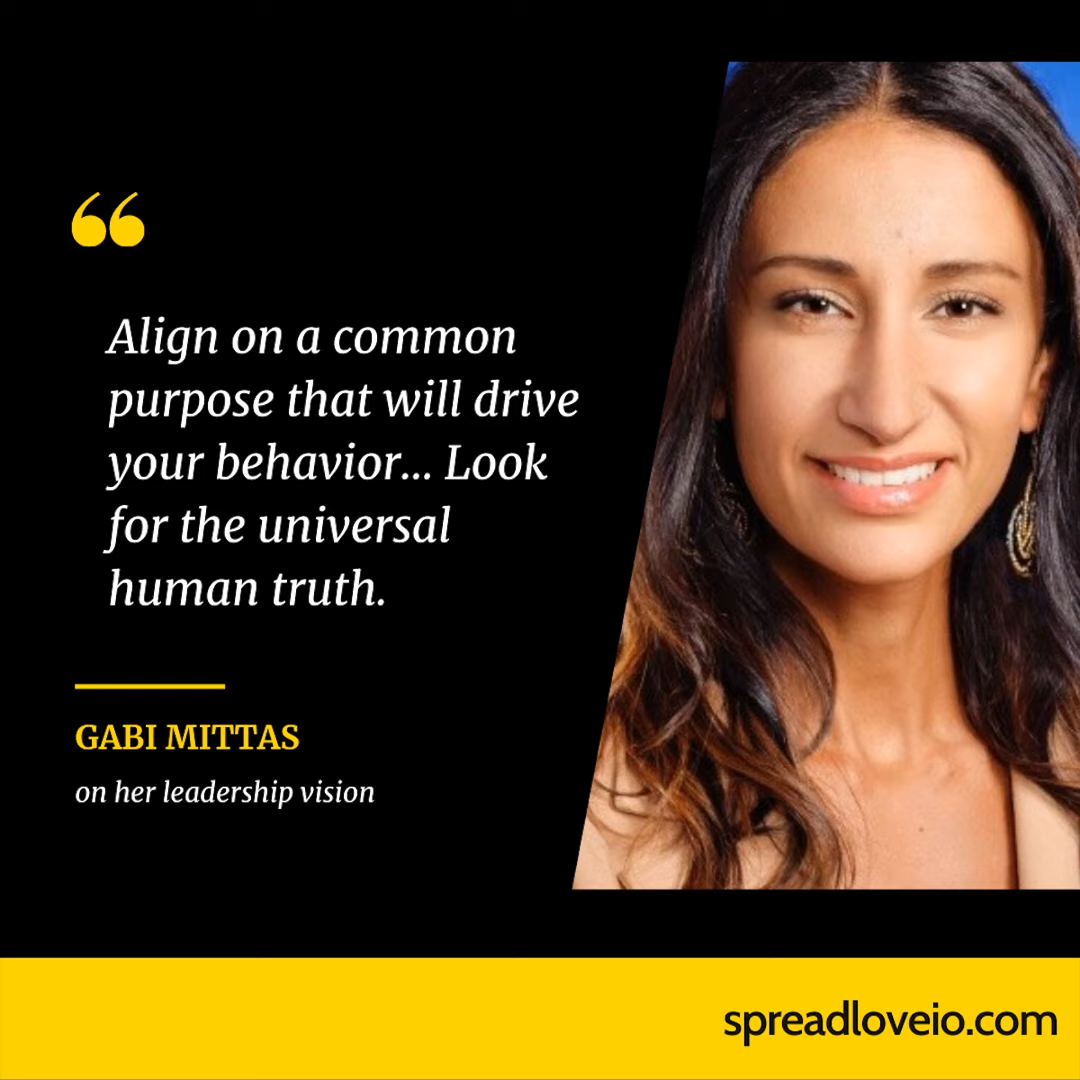 “
Align on a common
purpose that will drive
your behavior... Look
for the universal
human truth.
GABI MITTAS
on her leadership vision
spreadloveio.com